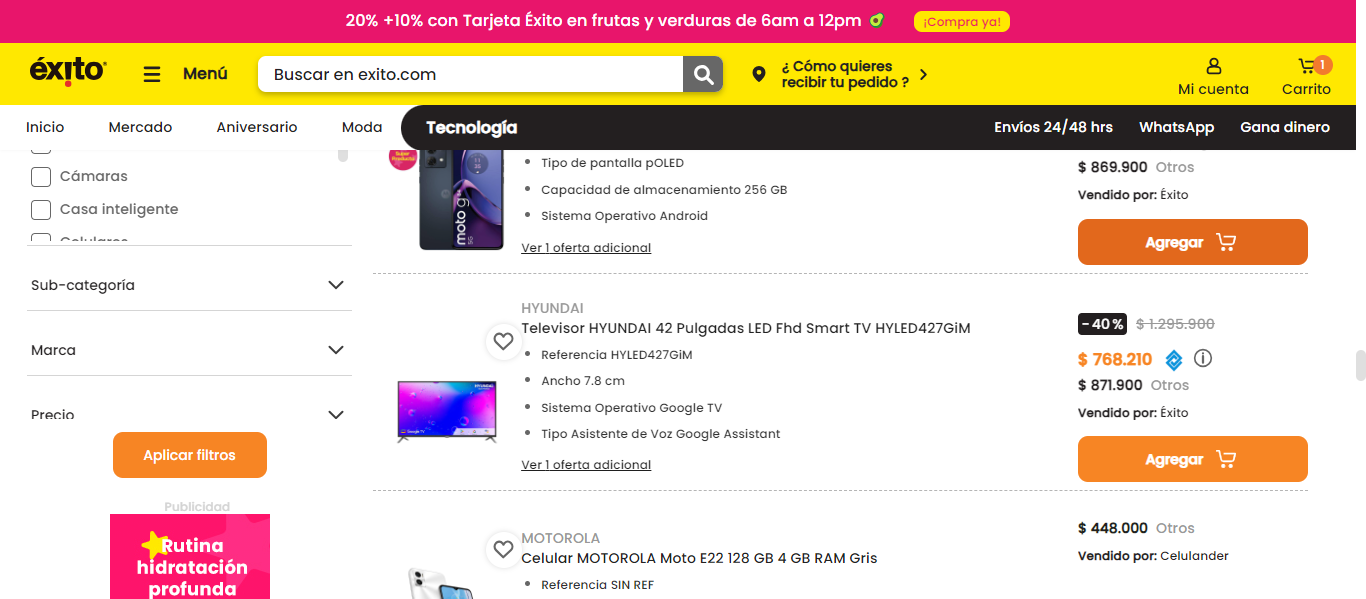 20% +10% con Tarjeta Éxito en frutas y verduras de 6am a 12pm
¡Compra ya!
éxito
Menú
Buscar en exito.com
¿ Cómo quieres
recibir tu pedido ?
Mi cuenta
1
Carrito
Inicio
Mercado
Aniversario
Moda
Tecnología
Envíos 24/48 hrs
WhatsApp
Gana dinero
Cámaras
Casa inteligente
Celulares
Sub-categoría
Marca
Precio
Aplicar filtros
Publicidad
Rutina
hidratación
profunda
moto g
5G
Tipo de pantalla pOLED
Capacidad de almacenamiento 256 GB
Sistema Operativo Android
Ver 1 oferta adicional
$ 869.900 Otros
Vendido por: Éxito
Agregar
HYUNDAI
Televisor HYUNDAI 42 Pulgadas LED Fhd Smart TV HYLED427GiM
Referencia HYLED427GiM
Ancho 7.8 cm
Sistema Operativo Google TV
Tipo Asistente de Voz Google Assistant
Ver 1 oferta adicional
- 40 % $ 1.295.900
$ 768.210
$ 871.900 Otros
Vendido por: Éxito
Agregar
MOTOROLA
Celular MOTOROLA Moto E22 128 GB 4 GB RAM Gris
Referencia SIN REF
$ 448.000 Otros
Vendido por: Celulander